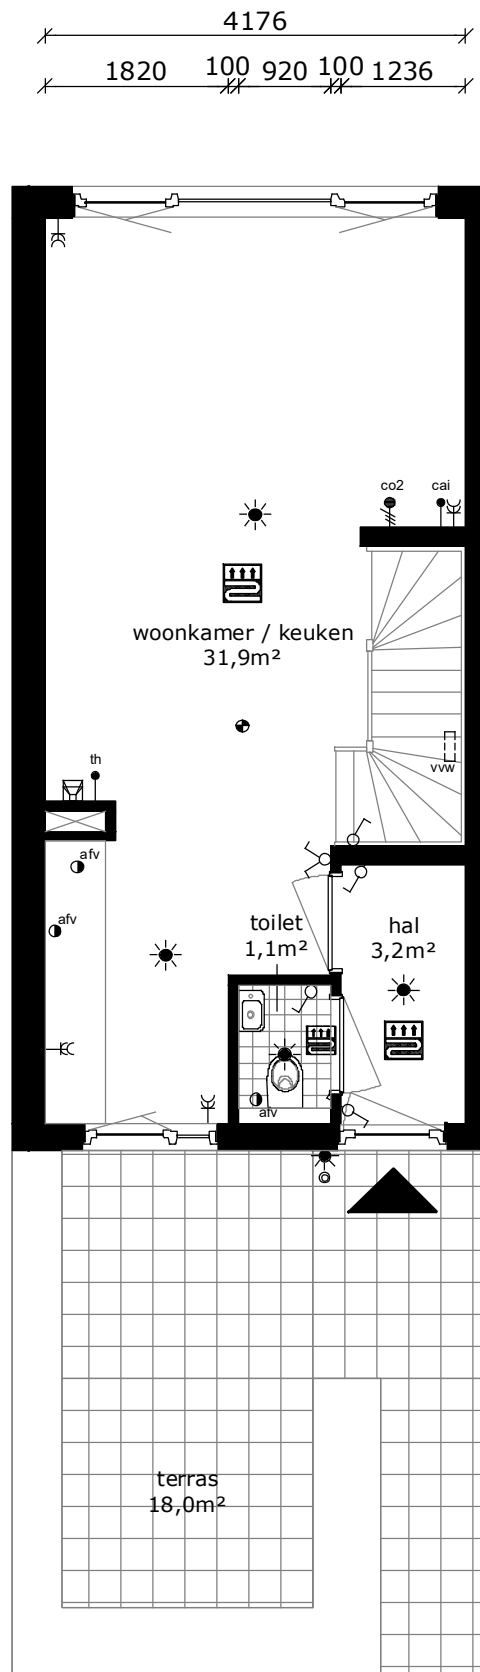 4176
1820 100 920 100 1236
co2 cai
woonkamer / keuken
31,9m²
vvw
th
afv
afv
toilet
1,1m²
hal
3,2m²
afv
terras
18,0m²